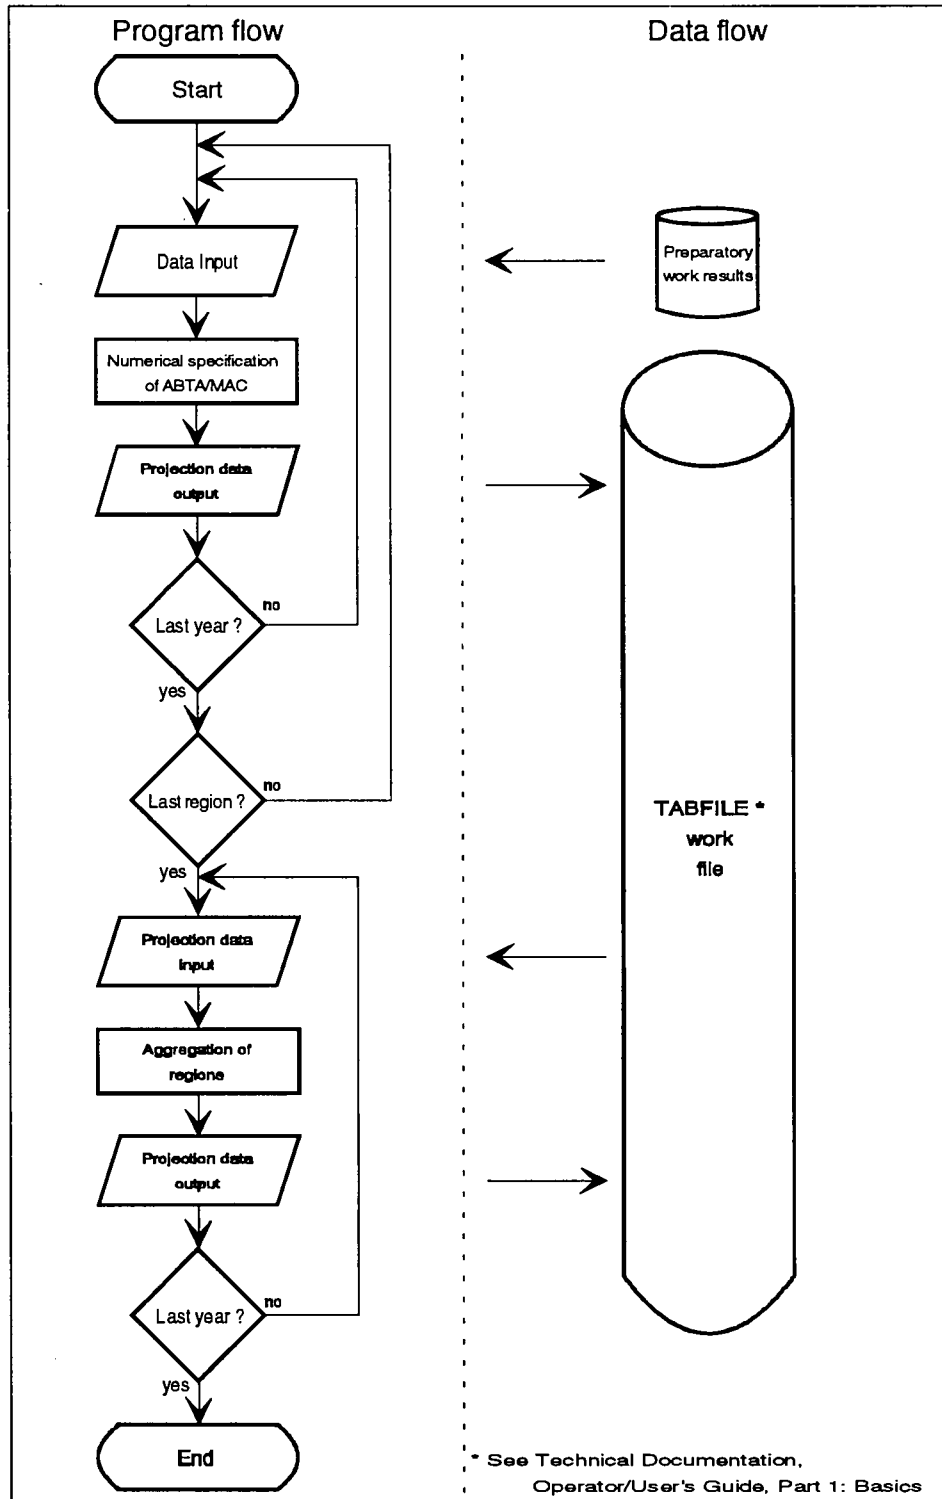 Program flow
Data flow
Start
Data Input
Preparatory
work results
Numerical specification
of ABTA/MAC
Projection data
output
Last year ?
no
yes
Last region ?
no
yes
TABFILE *
work
file
Projection data
input
Aggregation of
regions
Projection data
output
Last year ?
no
yes
End
* See Technical Documentation,
Operator/User's Guide, Part 1: Basics